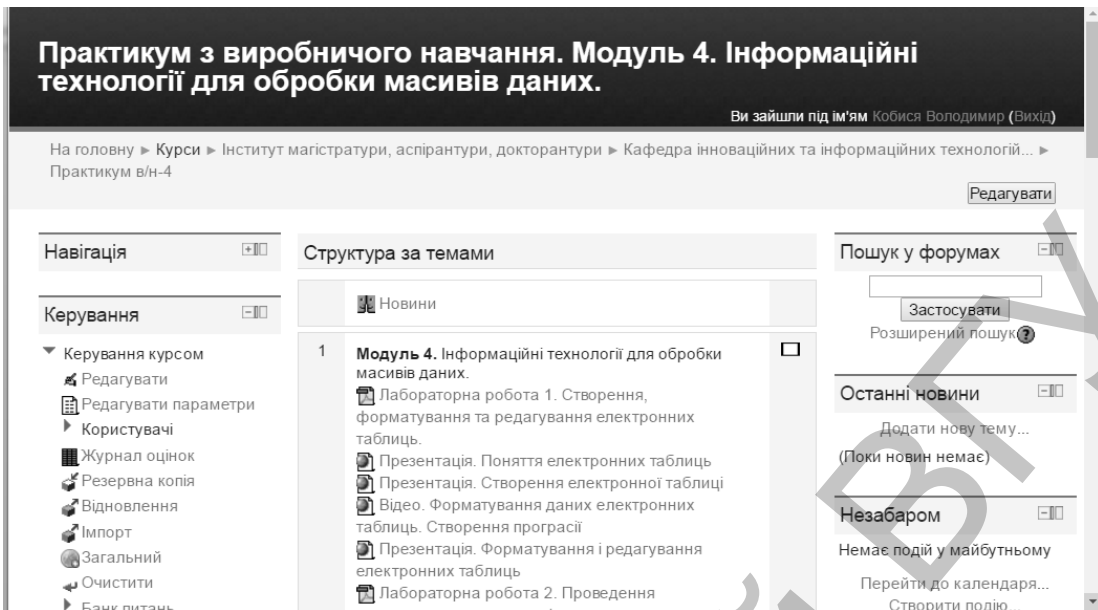 Практикум з виробничого навчання. Модуль 4. Інформаційні
технології для обробки масивів даних.
Ви зайшли під ім'ям Кобися Володимир (Вихід)
На головну ► Курси ► Інститут магістратури, аспірантури, докторантури ► Кафедра інноваційних та інформаційних технологій... ►
Практикум в/н-4
Редагувати
Навігація
Керування
Керування курсом
Редагувати
Редагувати параметри
Користувачі
Журнал оцінок
Резервна копія
Відновлення
Імпорт
Загальний
Очистити
Банк питань
Структура за темами
Новини
1
Модуль 4. Інформаційні технології для обробки
масивів даних.
Лабораторна робота 1. Створення,
форматування та редагування електронних
таблиць.
Презентація. Поняття електронних таблиць
Презентація. Створення електронної таблиці
Відео. Форматування даних електронних
таблиць. Створення програсії
Презентація. Форматування і редагування
електронних таблиць
Лабораторна робота 2. Проведення
Пошук у форумах
Застосувати
Розширений пошук
Останні новини
Додати нову тему...
(Поки новин немає)
Незабаром
Немає подій у майбутньому
Перейти до календаря...
Створити подію...